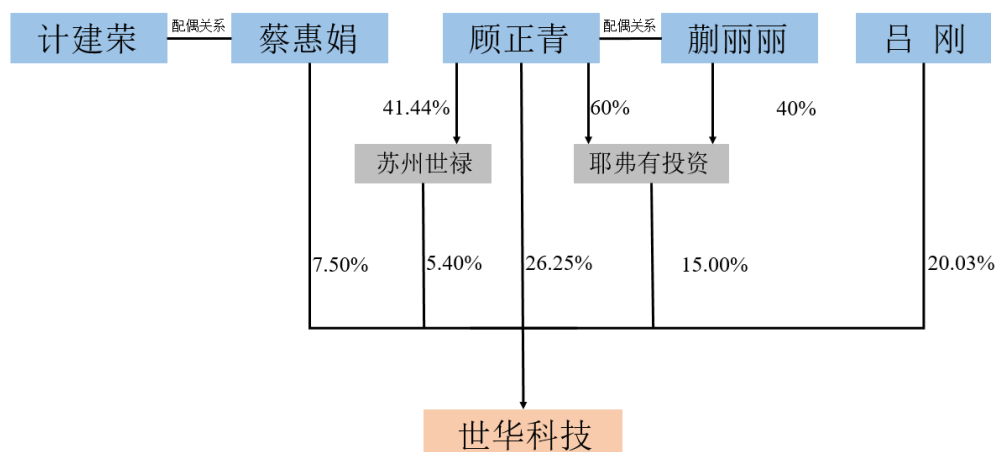 计建荣
配偶关系
蔡惠娟
顾正青
配偶关系
蒯丽丽
吕 刚
41.44%
60%
40%
苏州世禄
耶弗有投资
7.50%
5.40%
26.25%
15.00%
20.03%
世华科技